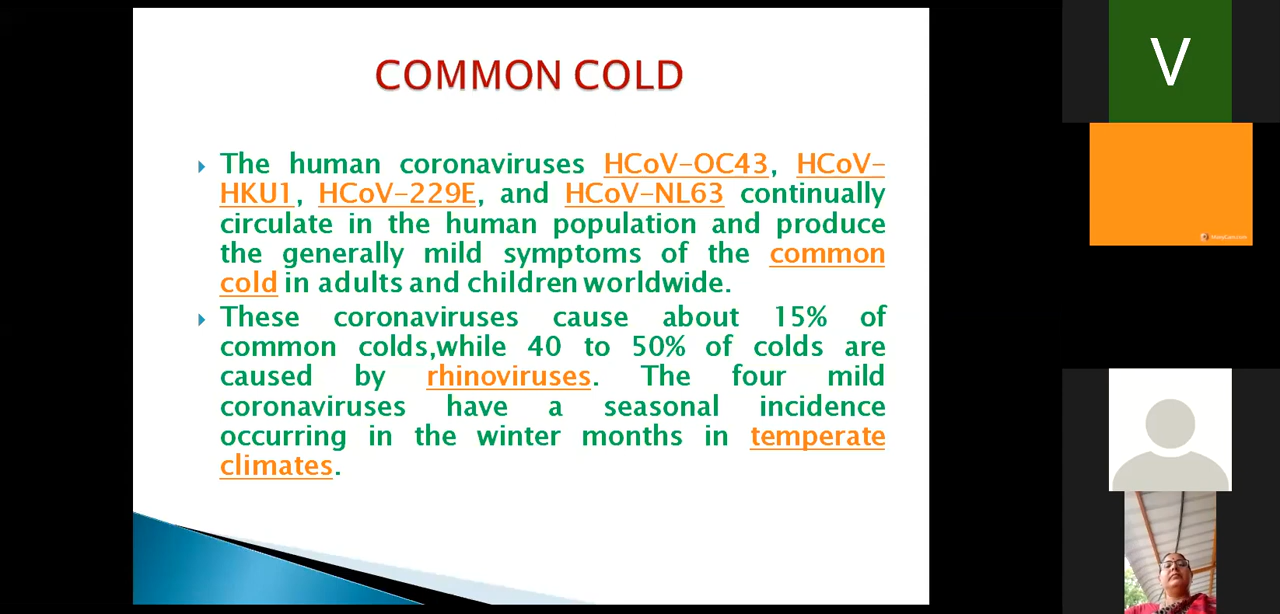 COMMON COLD
The human coronaviruses HCoV-OC43, HCoV-
HKU1, HCoV-229E, and HCoV-NL63 continually
circulate in the human population and produce
the generally mild symptoms of the common
cold in adults and children worldwide.
These coronaviruses cause about 15% of
common colds,while 40 to 50% of colds are
caused by rhinoviruses. The four mild
coronaviruses have a seasonal incidence
occurring in the winter months in temperate
climates.
V